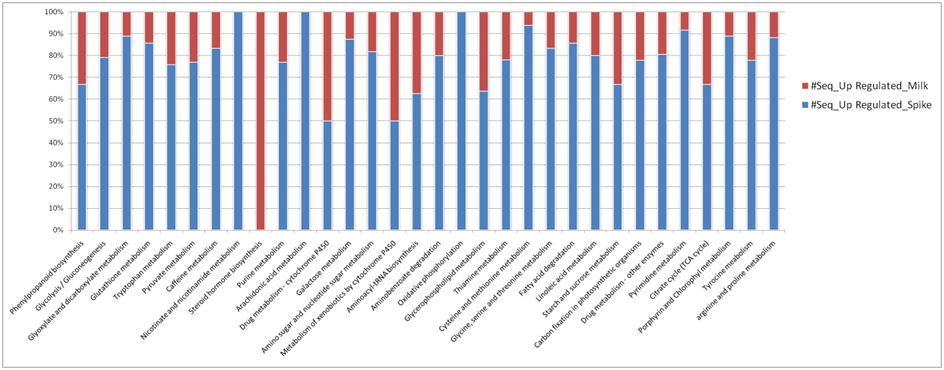 100%
90%
80%
70%
60%
50%
40%
30%
20%
10%
0%
#Seq_Up Regulated_Milk
#Seq_Up Regulated_Spike
Phenylpropanoid biosynthesis
Glycolysis / Gluconeogenesis
Glyoxylate and dicarboxylate metabolism
Glutathione metabolism
Tryptophan metabolism
Pyruvate metabolism
Caffeine metabolism
Nicotinate and nicotinamide metabolism
Steroid hormone biosynthesis
Purine metabolism
Arachidonic acid metabolism
Drug metabolism - cytochrome P450
Galactose metabolism
Amino sugar and nucleotide sugar metabolism
Metabolism of xenobiotics by cytochrome P450
Aminoacyl-tRNA biosynthesis
Aminobenzoate degradation
Oxidative phosphorylation
Glycerophospholipid metabolism
Thiamine metabolism
Cysteine and methionine metabolism
Glycine, serine and threonine metabolism
Fatty acid degradation
Linoleic acid metabolism
Starch and sucrose metabolism
Carbon fixation in photosynthetic organisms
Drug metabolism - other enzymes
Pyrimidine metabolism
Citrate cycle (TCA cycle)
Porphyrin and Chlorophyll metabolism
Tyrocine metabolism
arginine and proline metabolism